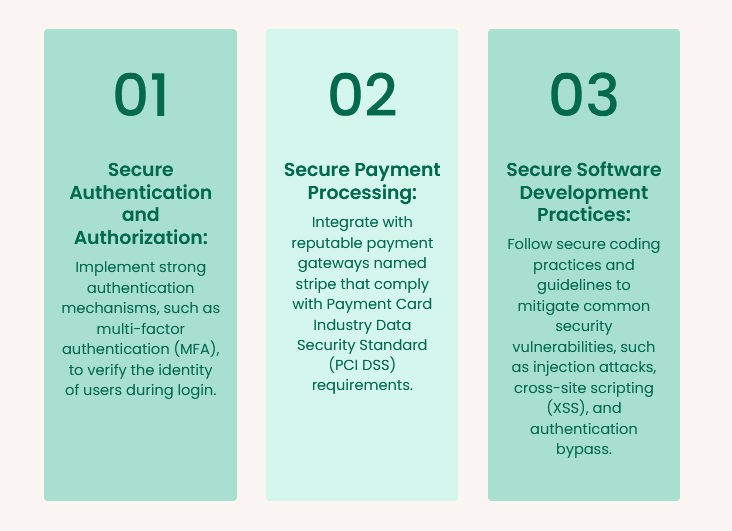 01
Secure
Authentication
and
Authorization:
Implement strong
authentication
mechanisms, such as
multi-factor
authentication (MFA),
to verify the identity
of users during login.
02
Secure Payment
Processing:
Integrate with
reputable payment
gateways named
stripe that comply
with Payment Card
Industry Data
Security Standard
(PCI DSS)
requirements.
03
Secure Software
Development
Practices:
Follow secure coding
practices and
guidelines to
mitigate common
security
vulnerabilities, such
as injection attacks,
cross-site scripting
(XSS), and
authentication
bypass.